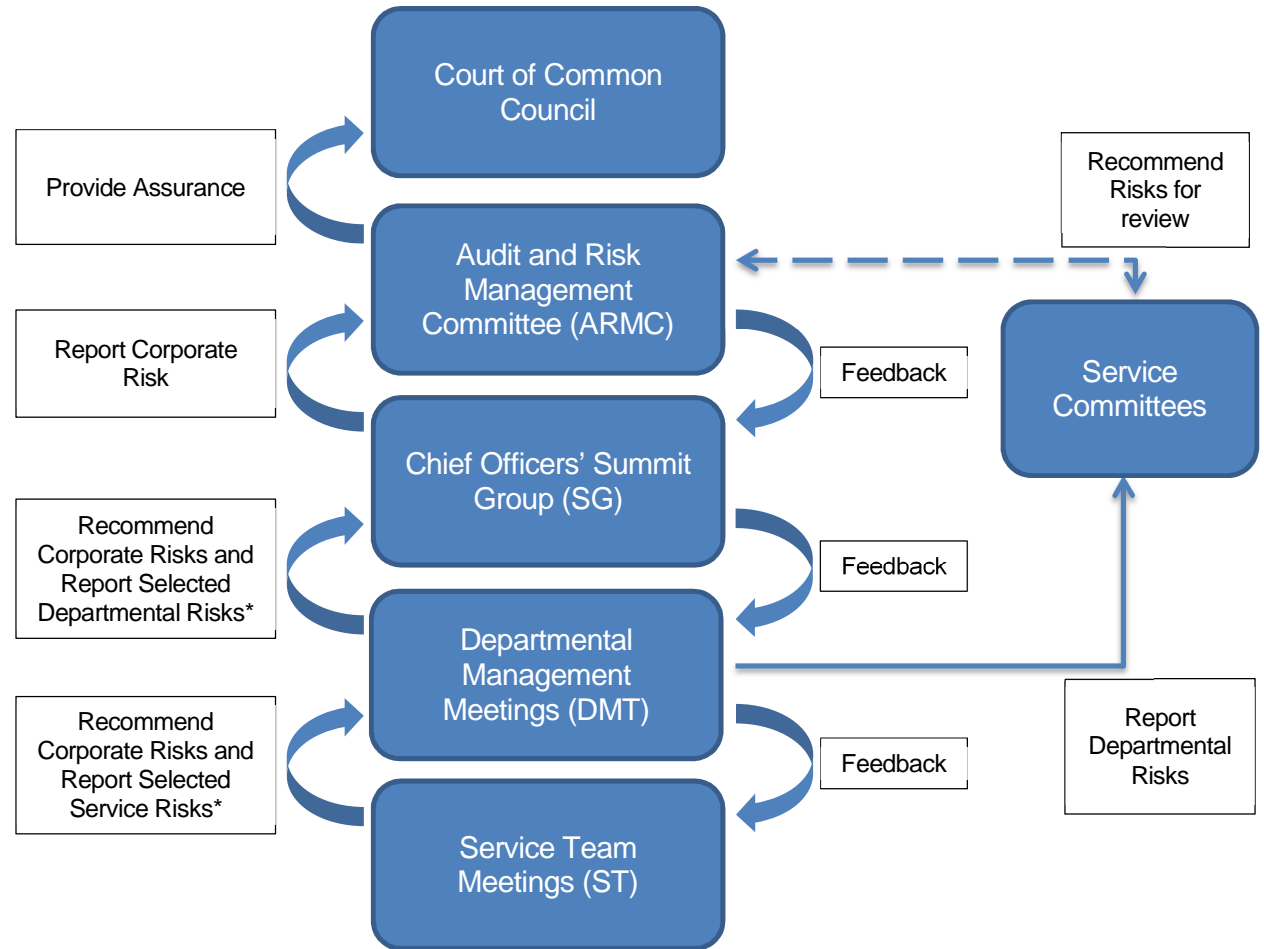 Court of Common
Council
Provide Assurance
Recommend
Risks for
review
Audit and Risk
Management
Committee (ARMC)
Report Corporate
Risk
Feedback
Service
Committees
Chief Officers’ Summit
Group (SG)
Recommend
Corporate Risks and
Report Selected
Departmental Risks*
Feedback
Departmental
Management
Meetings (DMT)
Recommend
Corporate Risks and
Report Selected
Service Risks*
Feedback
Report
Departmental
Risks
Service Team
Meetings (ST)